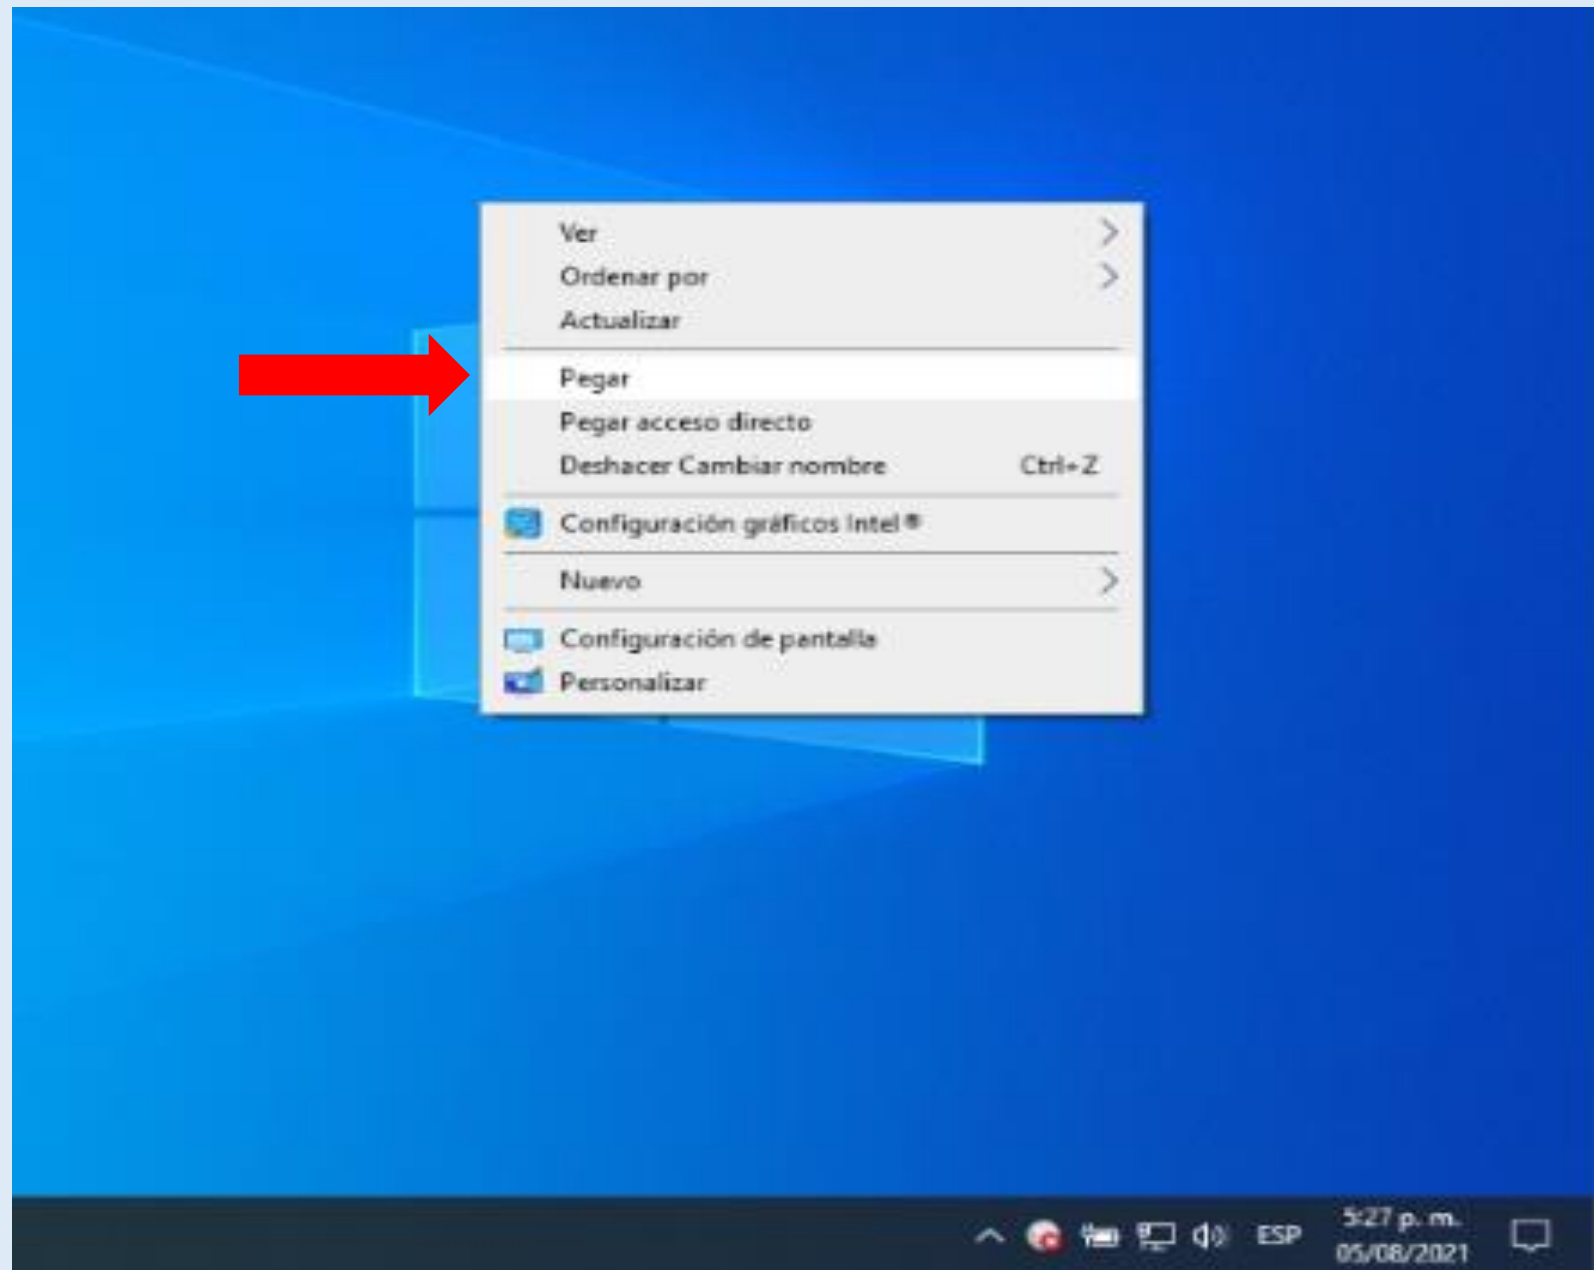 Ver
Ordenar por
Actualizar
Pegar
Pegar acceso directo
Deshacer Cambiar nombre Ctrl+Z
Configuración gráficos Intel®
Nuevo
Configuración de pantalla
Personalizar
ESP 5:27 p. m.
05/08/2021